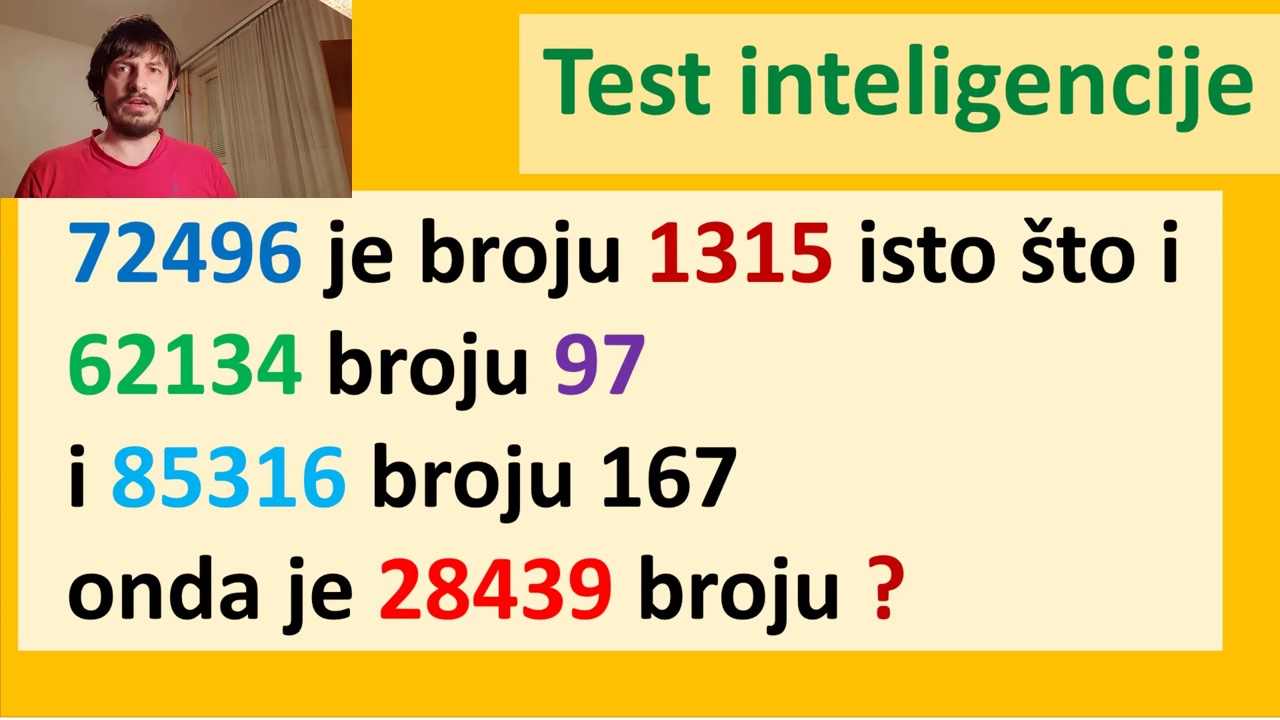 Test inteligencije
72496 je broju 1315 isto što i
62134 broju 97
i 85316 broju 167
onda je 28439 broju ?